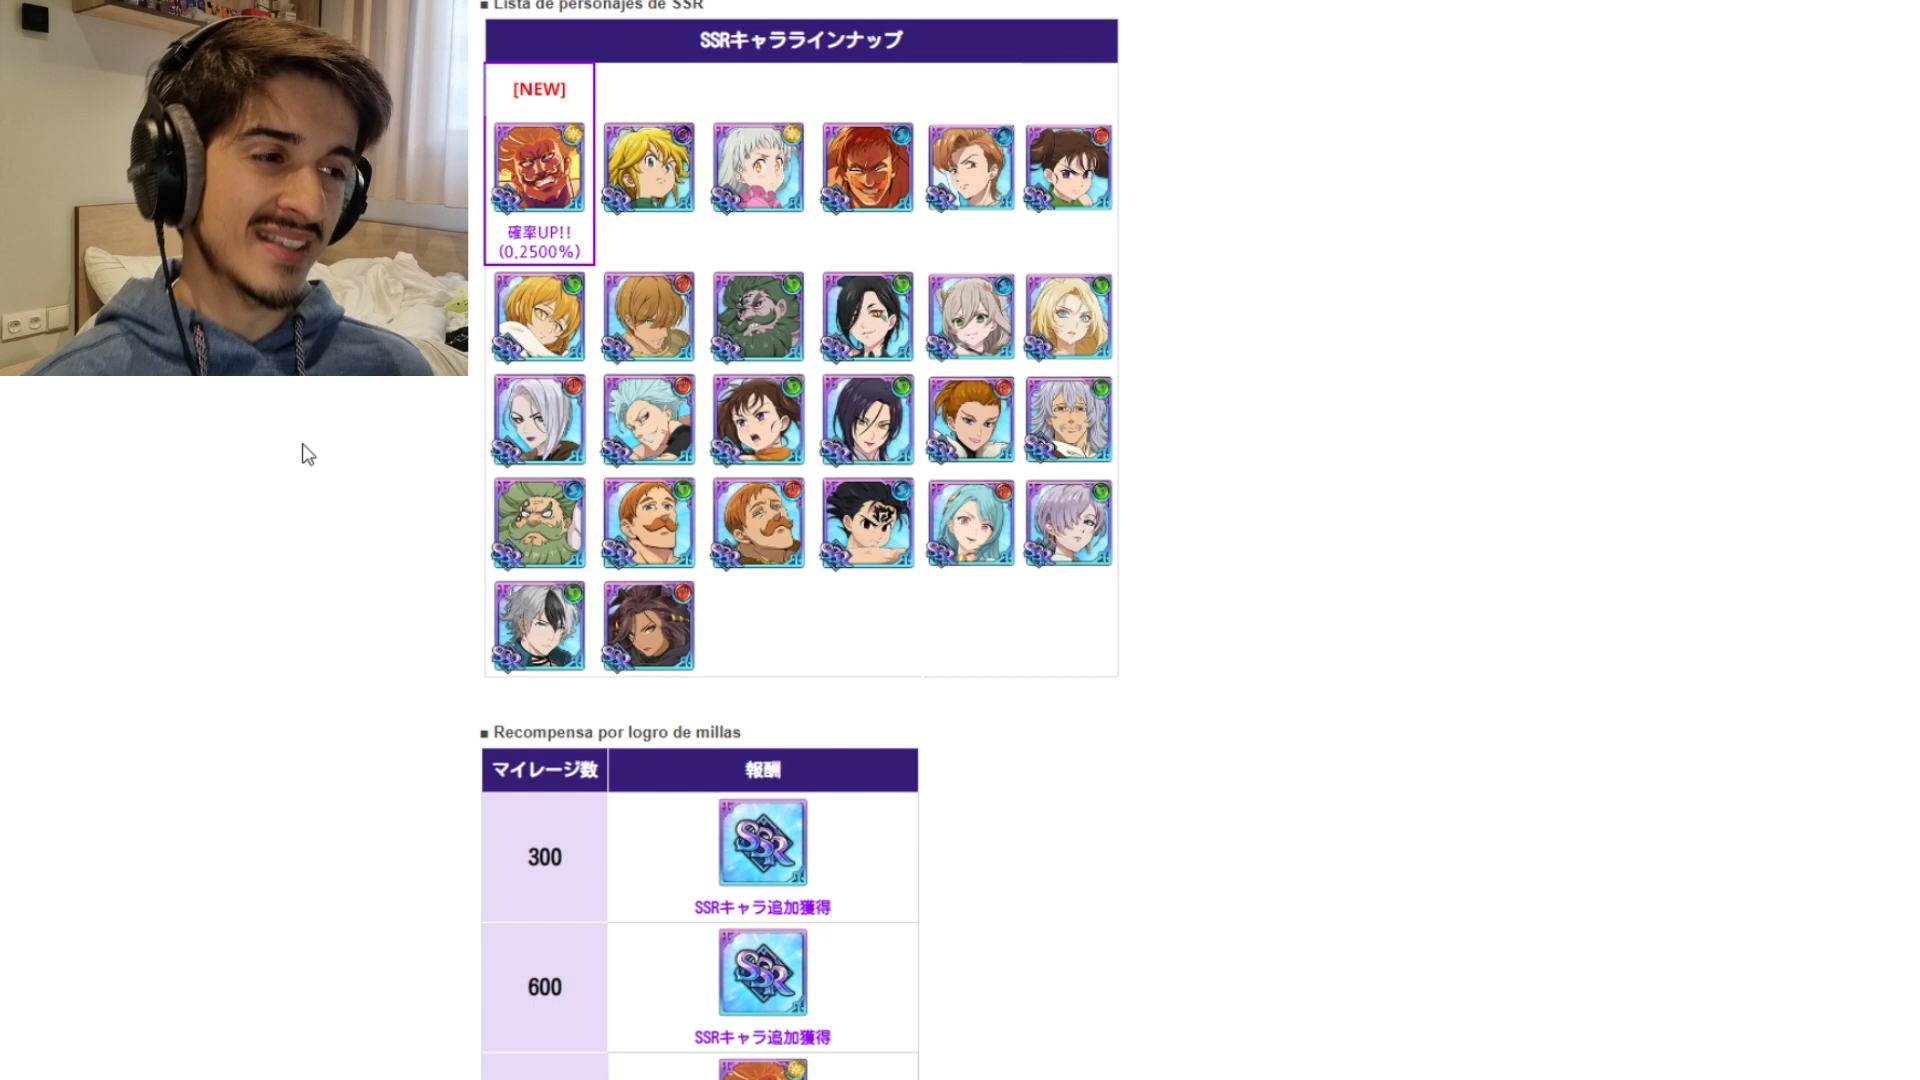 ■ Lista de personajes de SSR
SSRキャララインナップ
[NEW]
確率UP!!
(0.2500%)
■ Recompensa por logro de millas
マイレージ数
報酬
300
SSR
SSRキャラ追加獲得
600
SSR
SSRキャラ追加獲得